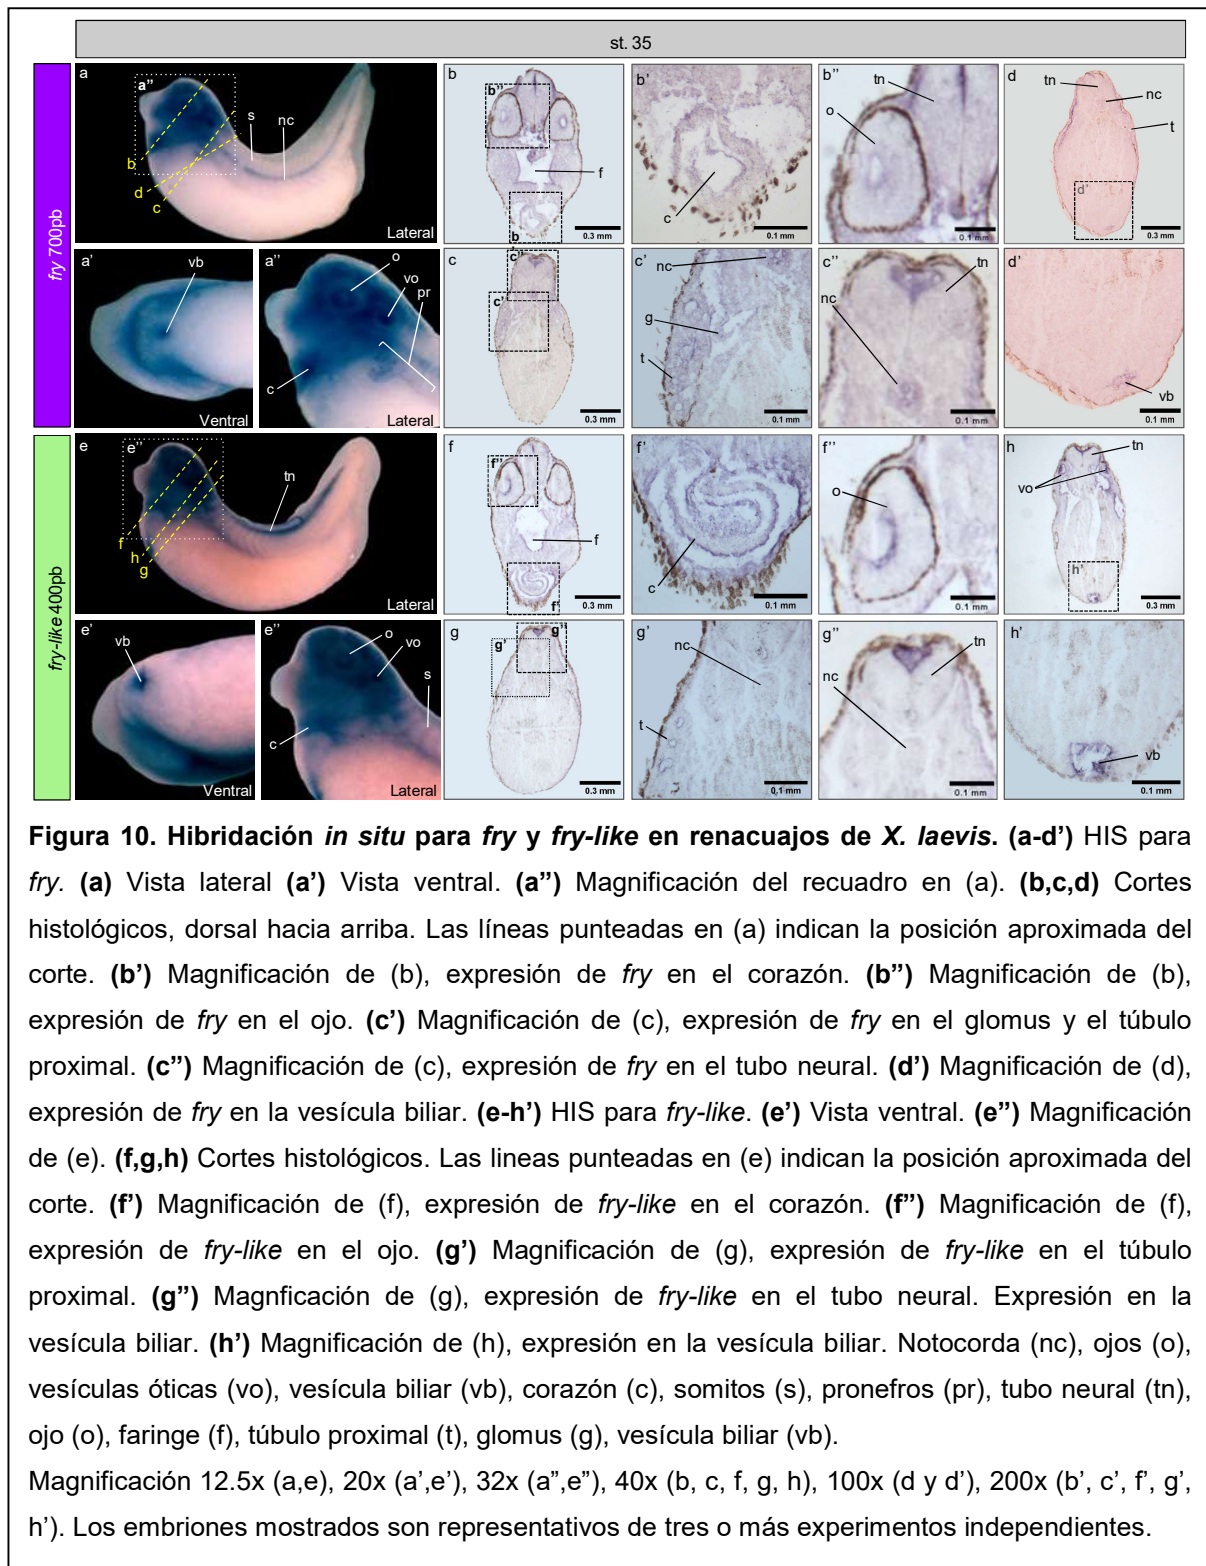 st. 35
fry 700pb
a
a''
s
nc
b
d
c
Lateral
b
b''
f
b'
0.3 mm
b'
c
0.1 mm
b''
tn
o
0.1 mm
d
tn
nc
t
d'
0.3 mm
a'
vb
Ventral
a''
o
vo
pr
c
Lateral
c
c''
c'
0.3 mm
c'
nc
g
t
0.1 mm
c''
tn
nc
0.1 mm
d'
vb
0.1 mm
fry-like 400pb
e
e''
tn
f
h
g
Lateral
f
f''
f
f'
0.3 mm
f'
c
0.1 mm
f''
o
0.1 mm
h
tn
vo
h'
0.3 mm
e'
vb
Ventral
e''
o
vo
s
c
Lateral
g
g'
g''
0.3 mm
g'
nc
t
0.1 mm
g''
tn
nc
0.1 mm
h'
vb
0.1 mm
Figura 10. Hibridación in situ para fry y fry-like en renacuajos de X. laevis. (a-d') HIS para
fry. (a) Vista lateral (a') Vista ventral. (a'') Magnificación del recuadro en (a). (b,c,d) Cortes
histológicos, dorsal hacia arriba. Las líneas punteadas en (a) indican la posición aproximada del
corte. (b') Magnificación de (b), expresión de fry en el corazón. (b'') Magnificación de (b),
expresión de fry en el ojo. (c') Magnificación de (c), expresión de fry en el glomus y el túbulo
proximal. (c'') Magnificación de (c), expresión de fry en el tubo neural. (d') Magnificación de (d),
expresión de fry en la vesícula biliar. (e-h') HIS para fry-like. (e') Vista ventral. (e'') Magnificación
de (e). (f,g,h) Cortes histológicos. Las lineas punteadas en (e) indican la posición aproximada del
corte. (f') Magnificación de (f), expresión de fry-like en el corazón. (f'') Magnificación de (f),
expresión de fry-like en el ojo. (g') Magnificación de (g), expresión de fry-like en el túbulo
proximal. (g'') Magnficación de (g), expresión de fry-like en el tubo neural. Expresión en la
vesícula biliar. (h') Magnificación de (h), expresión en la vesícula biliar. Notocorda (nc), ojos (o),
vesículas óticas (vo), vesícula biliar (vb), corazón (c), somitos (s), pronefros (pr), tubo neural (tn),
ojo (o), faringe (f), túbulo proximal (t), glomus (g), vesícula biliar (vb).
Magnificación 12.5x (a,e), 20x (a',e'), 32x (a'',e''), 40x (b, c, f, g, h), 100x (d y d'), 200x (b', c', f', g',
h'). Los embriones mostrados son representativos de tres o más experimentos independientes.